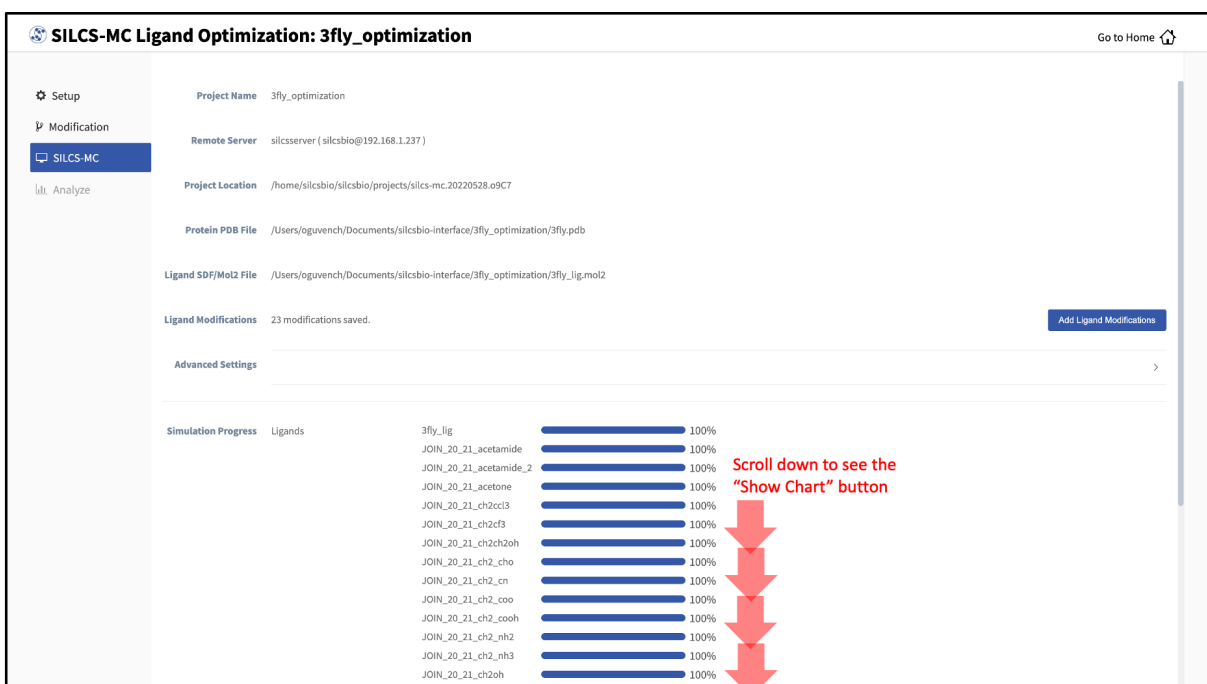 SILCS-MC Ligand Optimization: 3fly_optimization
Go to Home
Setup
Modification
SILCS-MC
Analyze
Project Name 3fly_optimization
Remote Server silcsserver ( silcsbio@192.168.1.237 )
Project Location /home/silcsbio/silcsbio/projects/silcs-mc.20220528.o9C7
Protein PDB File /Users/oguvench/Documents/silcsbio-interface/3fly_optimization/3fly.pdb
Ligand SDF/Mol2 File /Users/oguvench/Documents/silcsbio-interface/3fly_optimization/3fly_lig.mol2
Ligand Modifications 23 modifications saved. Add Ligand Modifications
Advanced Settings
Simulation Progress Ligands 3fly_lig 100%
JOIN_20_21_acetamide 100%
JOIN_20_21_acetamide_2 100%
JOIN_20_21_acetone 100%
JOIN_20_21_ch2ccl3 100%
JOIN_20_21_ch2cf3 100%
JOIN_20_21_ch2ch2oh 100%
JOIN_20_21_ch2_cho 100%
JOIN_20_21_ch2_cn 100%
JOIN_20_21_ch2_coo 100%
JOIN_20_21_ch2_cooh 100%
JOIN_20_21_ch2_nh2 100%
JOIN_20_21_ch2_nh3 100%
JOIN_20_21_ch2oh 100%
Scroll down to see the
“Show Chart” button